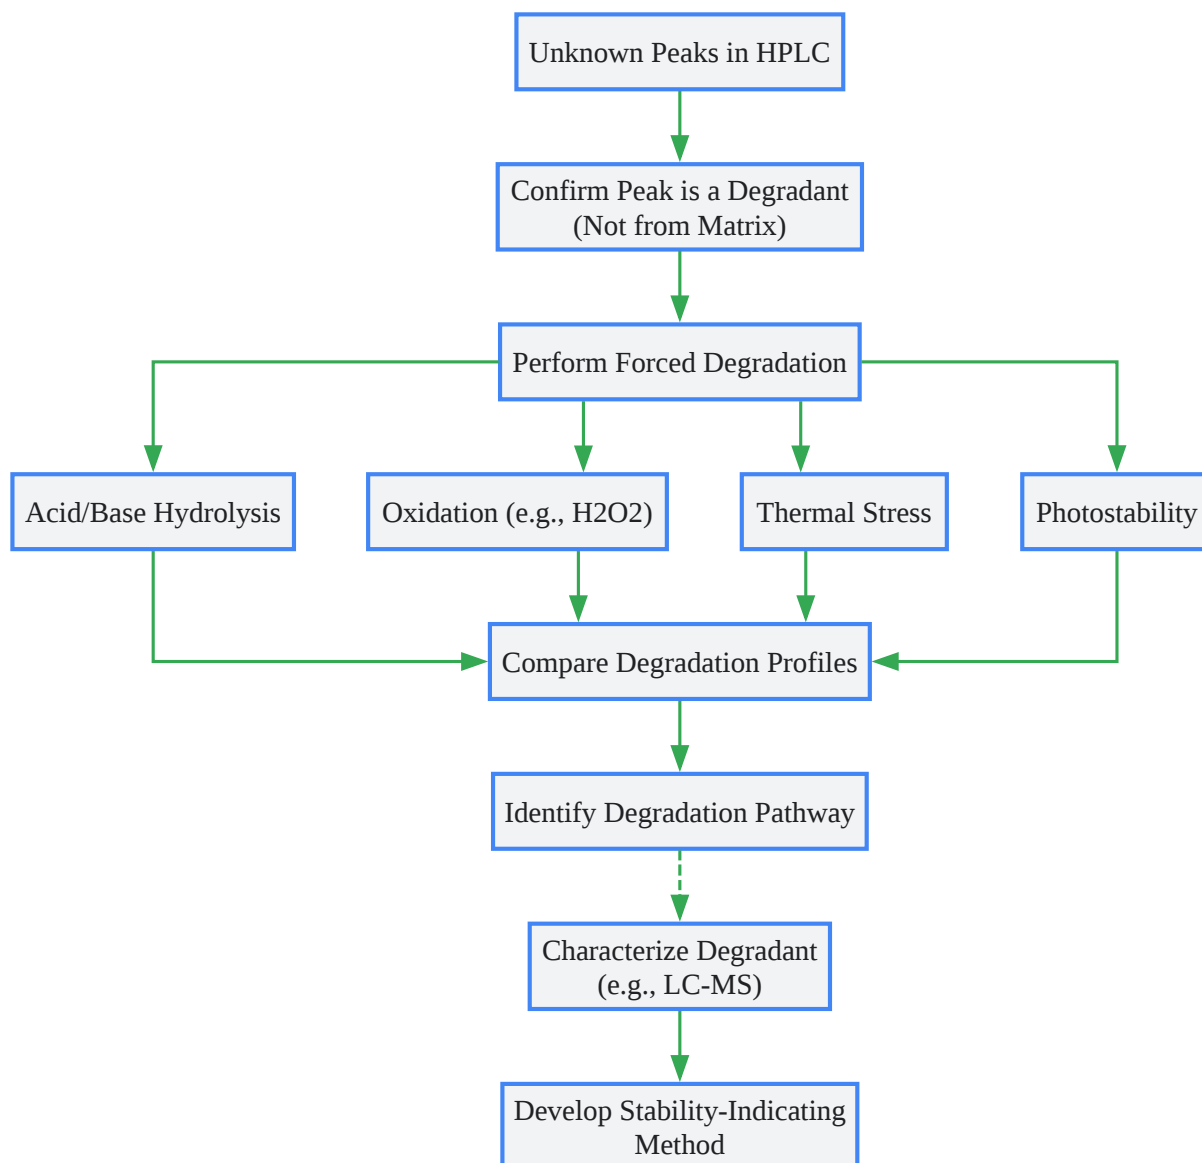 Unknown Peaks in HPLC
Confirm Peak is a Degradant
(Not from Matrix)
Perform Forced Degradation
Acid/Base Hydrolysis
Oxidation (e.g., H2O2)
Thermal Stress
Photostability
Compare Degradation Profiles
Identify Degradation Pathway
Characterize Degradant
(e.g., LC-MS)
Develop Stability-Indicating
Method